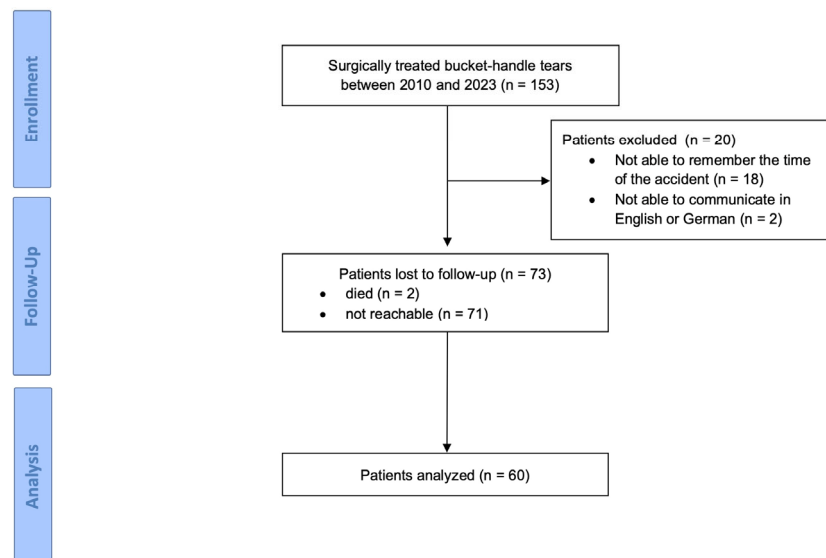 Enrollment
Surgically treated bucket-handle tears
between 2010 and 2023 (n = 153)
Patients excluded (n = 20)
• Not able to remember the time
of the accident (n = 18)
• Not able to communicate in
English or German (n = 2)
Follow-Up
Patients lost to follow-up (n = 73)
• died (n = 2)
• not reachable (n = 71)
Analysis
Patients analyzed (n = 60)